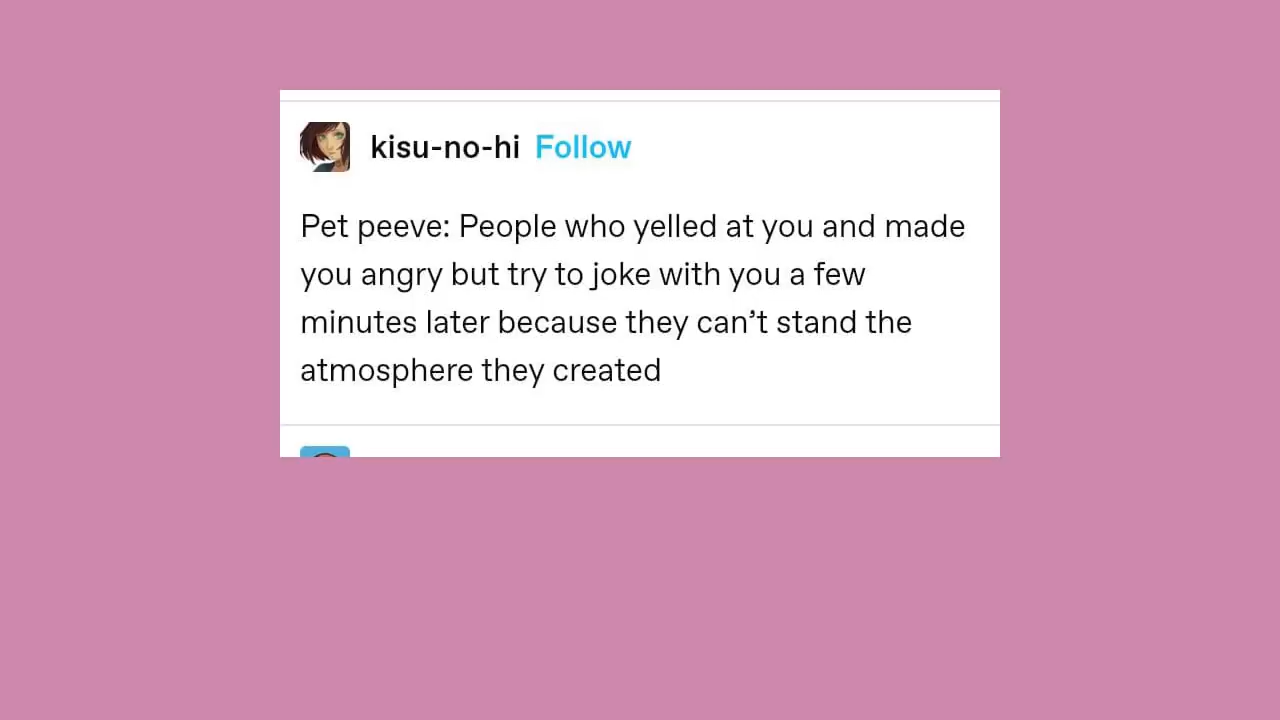 kisu-no-hi Follow
Pet peeve: People who yelled at you and made
you angry but try to joke with you a few
minutes later because they can’t stand the
atmosphere they created